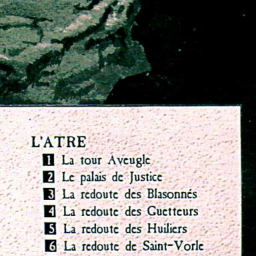 L'ATRE
1 La tour Aveugle
2 Le palais de Justice
3 La redoute des Blasonnés
4 La redoute des Guetteurs
5 La redoute des Huiliers
6 La redoute de Saint-Vorle